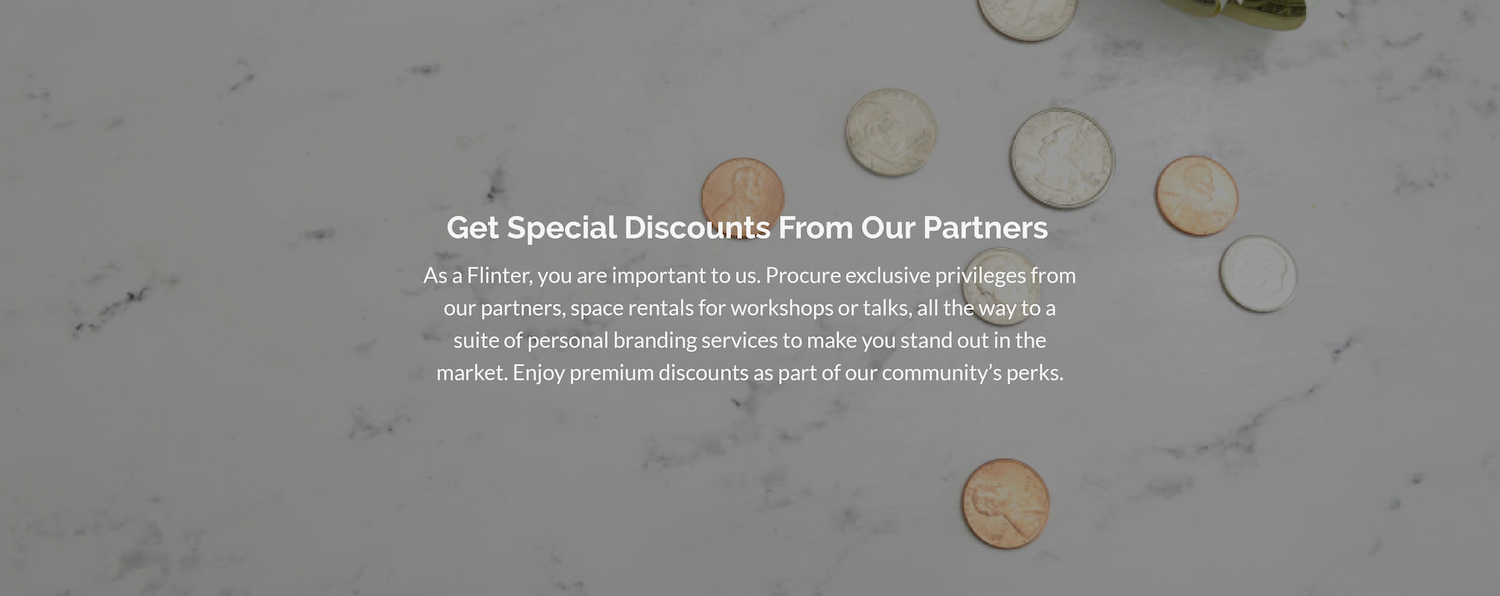 Get Special Discounts From Our Partners
As a Flinter, you are important to us. Procure exclusive privileges from
our partners, space rentals for workshops or talks, all the way to a
suite of personal branding services to make you stand out in the
market. Enjoy premium discounts as part of our community’s perks.